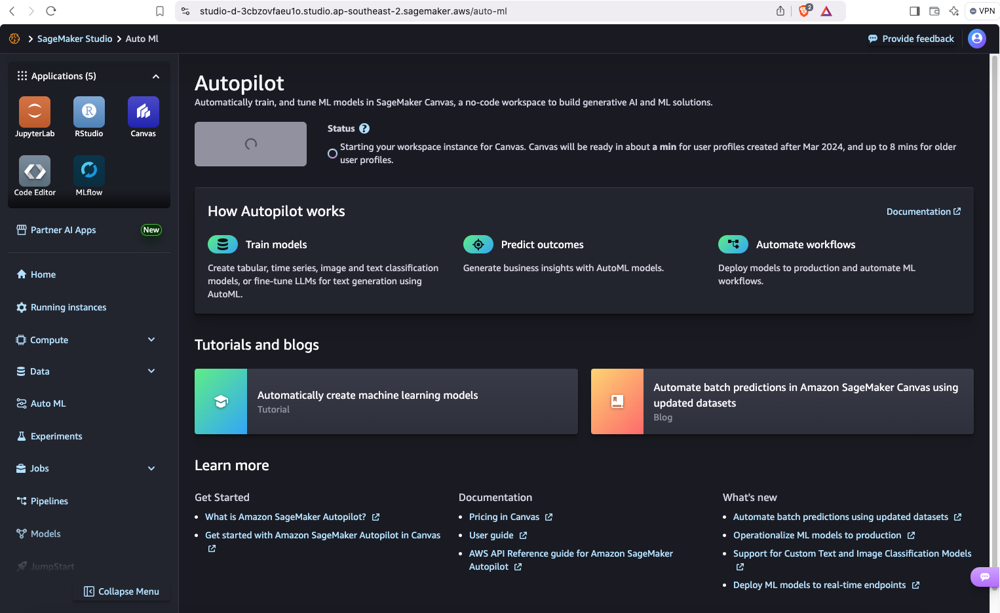 studio-d-3cbzovfaeu1o.studio.ap-southeast-2.sagemaker.aws/auto-ml
2
VPN
SageMaker Studio
Auto Ml
Provide feedback
Applications (5)
JupyterLab
R
RStudio
Canvas
Code Editor
MLflow
Partner AI Apps
New
Home
Running instances
Compute
Data
Auto ML
Experiments
Jobs
Pipelines
Models
JumpStart
Collapse Menu
Autopilot
Automatically train, and tune ML models in SageMaker Canvas, a no-code workspace to build generative AI and ML solutions.
Status ?
Starting your workspace instance for Canvas. Canvas will be ready in about a min for user profiles created after Mar 2024, and up to 8 mins for older
user profiles.
How Autopilot works
Documentation
Train models
Create tabular, time series, image and text classification
models, or fine-tune LLMs for text generation using
AutoML.
Predict outcomes
Generate business insights with AutoML models.
Automate workflows
Deploy models to production and automate ML
workflows.
Tutorials and blogs
Automatically create machine learning models
Tutorial
Automate batch predictions in Amazon SageMaker Canvas using
updated datasets
Blog
Learn more
Get Started
What is Amazon SageMaker Autopilot?
Get started with Amazon SageMaker Autopilot in Canvas
Documentation
Pricing in Canvas
User guide
AWS API Reference guide for Amazon SageMaker
Autopilot
What's new
Automate batch predictions using updated datasets
Operationalize ML models to production
Support for Custom Text and Image Classification Models
Deploy ML models to real-time endpoints